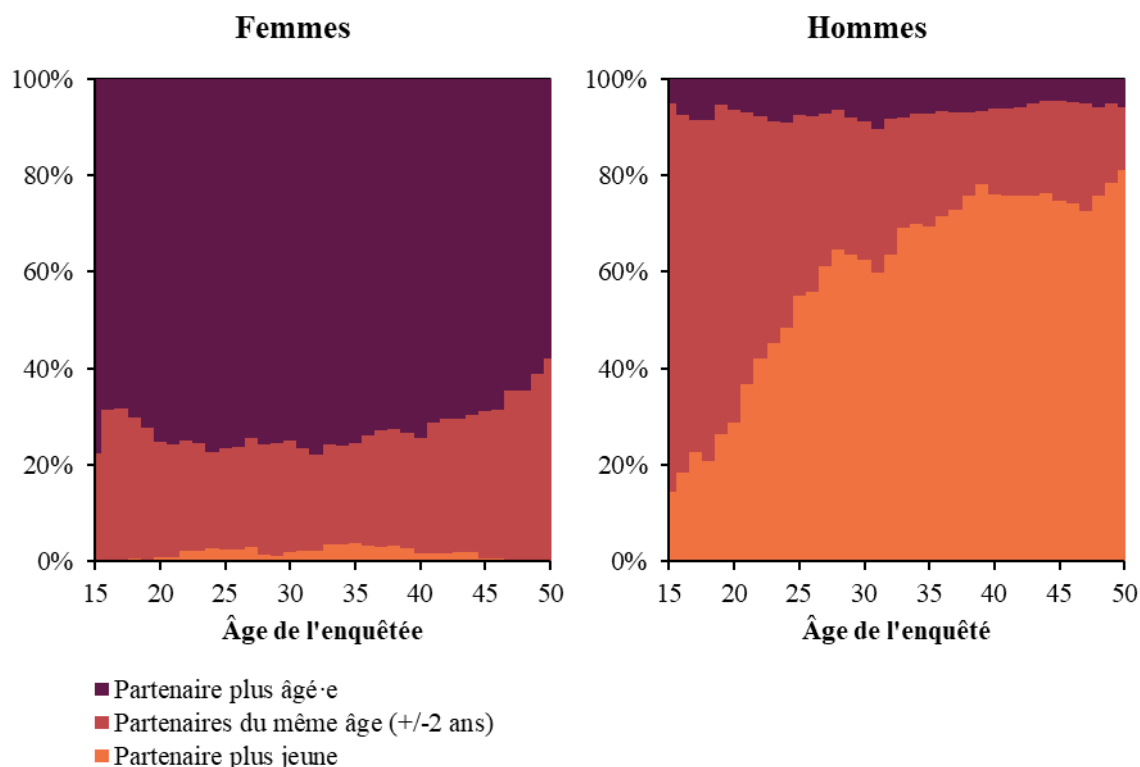 Femmes
Hommes
100%
80%
60%
40%
20%
0%
15 20 25 30 35 40 45 50
Âge de l'enquêtée
100%
80%
60%
40%
20%
0%
15 20 25 30 35 40 45 50
Âge de l'enquêté
Partenaire plus âgé·e
Partenaires du même âge (+/-2 ans)
Partenaire plus jeune